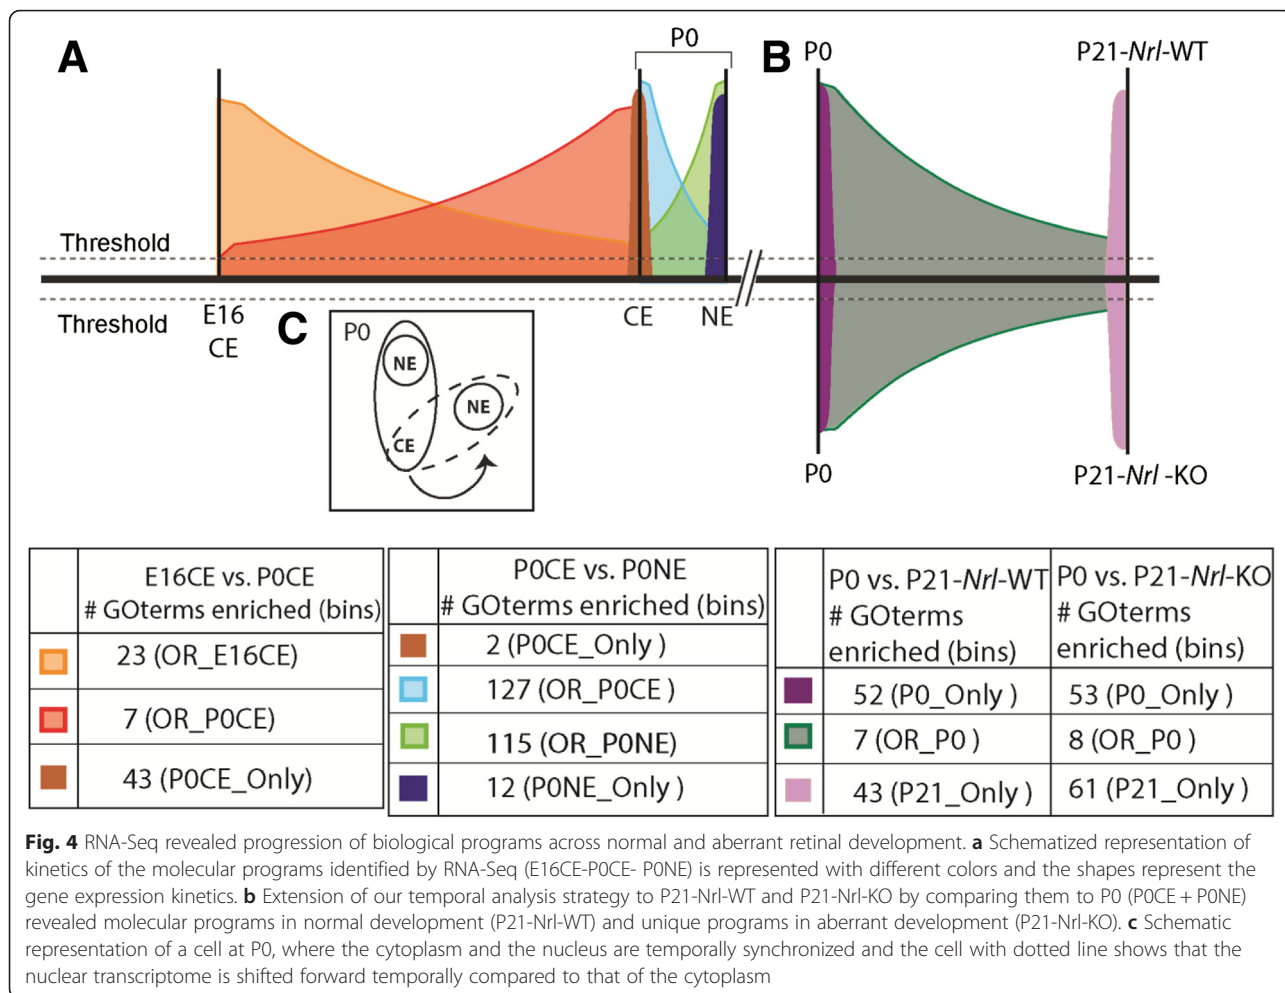 A
P0
B
P0
P21-Nrl-WT
Threshold
Threshold
E16
CE
CE
NE
C
P0
NE
NE
CE
P0
P21-Nrl -KO
E16CE vs. P0CE
# GOterms enriched (bins)
23 (OR_E16CE)
7 (OR_P0CE)
43 (P0CE_Only)
P0CE vs. P0NE
# GOterms enriched (bins)
2 (P0CE_Only )
127 (OR_P0CE )
115 (OR_P0NE)
12 (P0NE_Only )
P0 vs. P21-Nrl-WT
# GOterms
enriched (bins)
P0 vs. P21-Nrl-KO
# GOterms
enriched (bins)
52 (P0_Only )
53 (P0_Only )
7 (OR_P0 )
8 (OR_P0 )
43 (P21_Only )
61 (P21_Only )
Fig. 4 RNA-Seq revealed progression of biological programs across normal and aberrant retinal development. a Schematized representation of
kinetics of the molecular programs identified by RNA-Seq (E16CE-P0CE- P0NE) is represented with different colors and the shapes represent the
gene expression kinetics. b Extension of our temporal analysis strategy to P21-Nrl-WT and P21-Nrl-KO by comparing them to P0 (P0CE + P0NE)
revealed molecular programs in normal development (P21-Nrl-WT) and unique programs in aberrant development (P21-Nrl-KO). c Schematic
representation of a cell at P0, where the cytoplasm and the nucleus are temporally synchronized and the cell with dotted line shows that the
nuclear transcriptome is shifted forward temporally compared to that of the cytoplasm